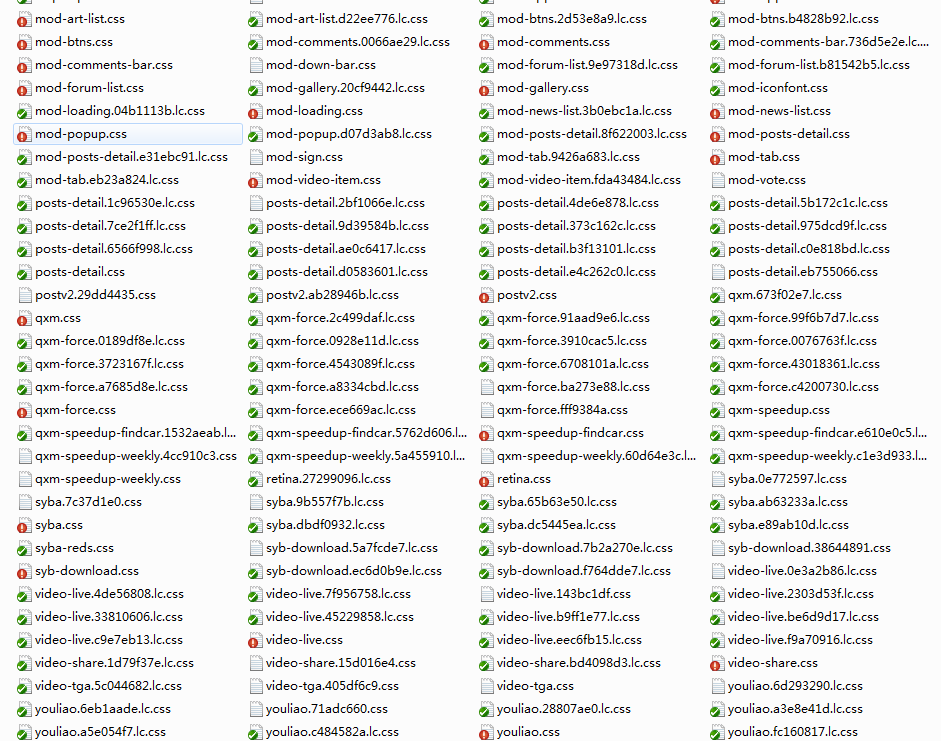 mod-art-list.css
mod-art-list.d22ee776.lc.css
mod-btns.2d53e8a9.lc.css
mod-btns.b4828b92.lc.css
mod-btns.css
mod-comments.0066ae29.lc.css
mod-comments.css
mod-comments-bar.736d5e2e.lc....
mod-comments-bar.css
mod-down-bar.css
mod-forum-list.9e97318d.lc.css
mod-forum-list.b81542b5.lc.css
mod-forum-list.css
mod-gallery.20cf9442.lc.css
mod-gallery.css
mod-iconfont.css
mod-loading.04b1113b.lc.css
mod-loading.css
mod-news-list.3b0ebc1a.lc.css
mod-news-list.css
mod-popup.css
mod-popup.d07d3ab8.lc.css
mod-posts-detail.8f622003.lc.css
mod-posts-detail.css
mod-posts-detail.e31ebc91.lc.css
mod-sign.css
mod-tab.9426a683.lc.css
mod-tab.css
mod-tab.eb23a824.lc.css
mod-video-item.css
mod-video-item.fda43484.lc.css
mod-vote.css
posts-detail.1c96530e.lc.css
posts-detail.2bf1066e.lc.css
posts-detail.4de6e878.lc.css
posts-detail.5b172c1c.lc.css
posts-detail.7ce2f1ff.lc.css
posts-detail.9d39584b.lc.css
posts-detail.373c162c.lc.css
posts-detail.975dcd9f.lc.css
posts-detail.6566f998.lc.css
posts-detail.ae0c6417.lc.css
posts-detail.b3f13101.lc.css
posts-detail.c0e818bd.lc.css
posts-detail.css
posts-detail.d0583601.lc.css
posts-detail.e4c262c0.lc.css
posts-detail.eb755066.css
postv2.29dd4435.css
postv2.ab28946b.lc.css
postv2.css
qxm.673f02e7.lc.css
qxm.css
qxm-force.2c499daf.lc.css
qxm-force.91aad9e6.lc.css
qxm-force.99f6b7d7.lc.css
qxm-force.0189df8e.lc.css
qxm-force.0928e11d.lc.css
qxm-force.3910cac5.lc.css
qxm-force.0076763f.lc.css
qxm-force.3723167f.lc.css
qxm-force.4543089f.lc.css
qxm-force.6708101a.lc.css
qxm-force.43018361.lc.css
qxm-force.a7685d8e.lc.css
qxm-force.a8334cbd.lc.css
qxm-force.ba273e88.lc.css
qxm-force.c4200730.lc.css
qxm-force.css
qxm-force.ece669ac.lc.css
qxm-force.fff9384a.css
qxm-speedup.css
qxm-speedup-findcar.1532aeab.l...
qxm-speedup-findcar.5762d606.l...
qxm-speedup-findcar.css
qxm-speedup-findcar.e610e0c5.l...
qxm-speedup-weekly.4cc910c3.css
qxm-speedup-weekly.5a455910.l...
qxm-speedup-weekly.60d64e3c.l...
qxm-speedup-weekly.c1e3d933.l...
qxm-speedup-weekly.css
retina.27299096.lc.css
retina.css
syba.0e772597.lc.css
syba.7c37d1e0.css
syba.9b557f7b.lc.css
syba.65b63e50.lc.css
syba.ab63233a.lc.css
syba.css
syba.dbdf0932.lc.css
syba.dc5445ea.lc.css
syba.e89ab10d.lc.css
syba-reds.css
syb-download.5a7fcde7.lc.css
syb-download.7b2a270e.lc.css
syb-download.38644891.css
syb-download.css
syb-download.ec6d0b9e.lc.css
syb-download.f764dde7.lc.css
video-live.0e3a2b86.lc.css
video-live.4de56808.lc.css
video-live.7f956758.lc.css
video-live.143bc1df.css
video-live.2303d53f.lc.css
video-live.33810606.lc.css
video-live.45229858.lc.css
video-live.b9ff1e77.lc.css
video-live.be6d9d17.lc.css
video-live.c9e7eb13.lc.css
video-live.css
video-live.eec6fb15.lc.css
video-live.f9a70916.lc.css
video-share.1d79f37e.lc.css
video-share.15d016e4.css
video-share.bd4098d3.lc.css
video-share.css
video-tga.5c044682.lc.css
video-tga.405df6c9.css
video-tga.css
youliao.6d293290.lc.css
youliao.6eb1aade.lc.css
youliao.71adc660.css
youliao.28807ae0.lc.css
youliao.a3e8e41d.lc.css
youliao.a5e054f7.lc.css
youliao.c484582a.lc.css
youliao.css
youliao.fc160817.lc.css